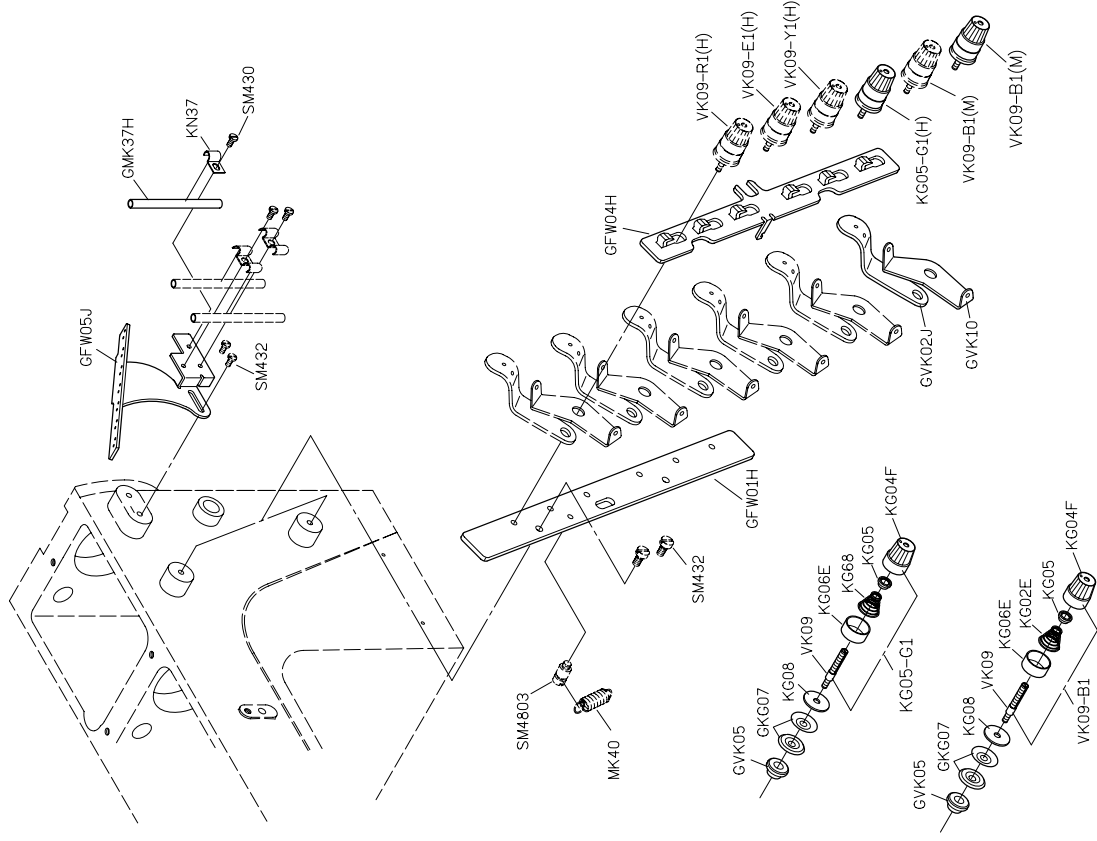 SM430
KN37
GMK37H
GFW05J
SM432
VK09-R1(H)
VK09-E1(H)
VK09-Y1(H)
KG05-G1(H)
VK09-B1(M)
VK09-B1(M)
GFW04H
GVK02J
GVK10
GFW01H
SM432
SM4803
MK40
GVK05
GKG07
KG08
VK09
KG06E
KG68
KG05
KG04F
KG05-G1
GVK05
GKG07
KG08
VK09
KG06E
KG02E
KG05
KG04F
VK09-B1